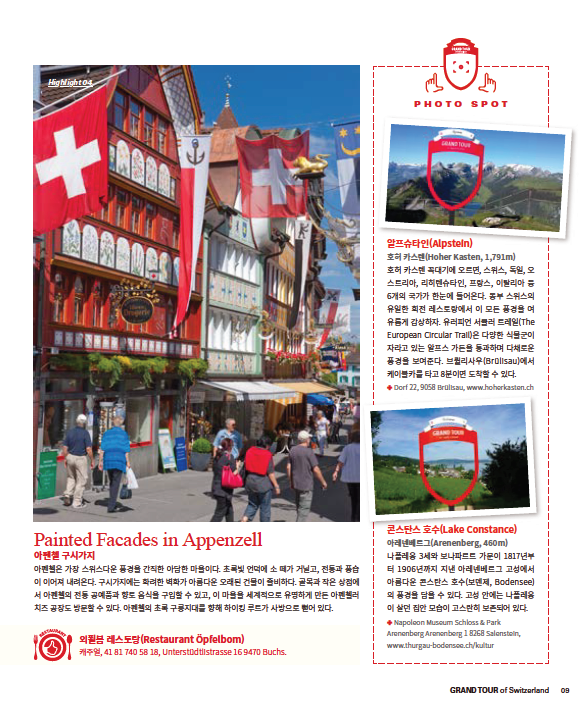 Highlight 04
Drogerie
Painted Facades in Appenzell
아펜첼 구시가지
아펜첼은 가장 스위스다운 풍경을 간직한 아담한 마을이다. 초록빛 언덕에 소 떼가 거닐고, 전통과 풍습
이 이어져 내려온다. 구시가지에는 화려한 벽화가 아름다운 오래된 건물이 즐비하다. 골목과 작은 상점에
서 아펜첼의 전통 공예품과 향토 음식을 구입할 수 있고, 이 마을을 세계적으로 유명하게 만든 아펜첼러
치즈 공장도 방문할 수 있다. 아펜첼의 초록 구릉지대를 향해 하이킹 루트가 사방으로 뻗어 있다.
RESTAURANT
외필봄 레스토랑(Restaurant Öpfelbom)
캐주얼, 41 81 740 58 18, Unterstüdtlistrasse 16 9470 Buchs.
GRAND TOUR
PHOTO SPOT
GRAND TOUR
알프슈타인(Alpstein)
호허 카스텐(Hoher Kasten, 1,791m)
호허 카스텐 꼭대기에 오르면, 스위스, 독일, 오
스트리아, 리히텐슈타인, 프랑스, 이탈리아 등
6개의 국가가 한눈에 들어온다. 동부 스위스의
유일한 회전 레스토랑에서 이 모든 풍경을 여
유롭게 감상하자. 유러피언 서클러 트레일(The
European Circular Trail)은 다양한 식물군이
자라고 있는 알프스 가든을 통과하며 다채로운
풍경을 보여준다. 브륄리사우(Brüllsau)에서
케이블카를 타고 8분이면 도착할 수 있다.
◆ Dorf 22, 9058 Brüllsau, www.hoherkasten.ch
GRAND TOUR
콘스탄스 호수(Lake Constance)
아레넨베르그(Arenenberg, 460m)
나폴레옹 3세와 보나파르트 가문이 1817년부
터 1906년까지 지낸 아레넨베르그 고성에서
아름다운 콘스탄스 호수(보덴제, Bodensee)
의 풍경을 담을 수 있다. 고성 안에는 나폴레옹
이 살던 집안 모습이 고스란히 보존되어 있다.
◆ Napoleon Museum Schloss & Park
Arenenberg Arenenberg 1 8268 Salenstein,
www.thurgau-bodensee.ch/kultur
GRAND TOUR of Switzerland 09